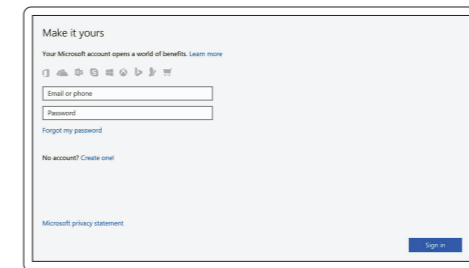 Make it yours
Your Microsoft account opens a world of benefits. Learn more
Email or phone
Password
Forgot my password
No account? Create one!
Microsoft privacy statement
Sign in